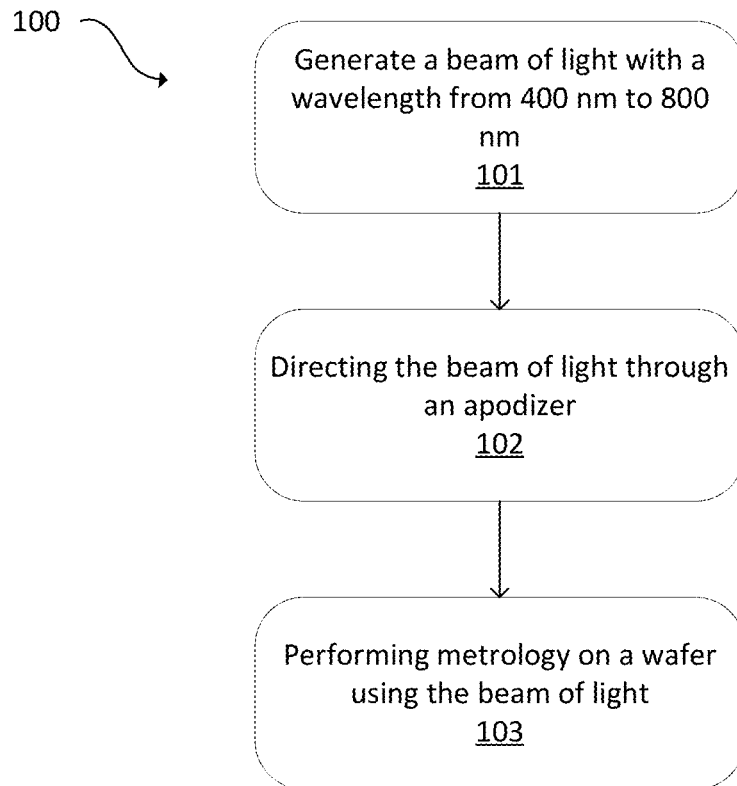 100
Generate a beam of light with a
wavelength from 400 nm to 800
nm
101
Directing the beam of light through
an apodizer
102
Performing metrology on a wafer
using the beam of light
103